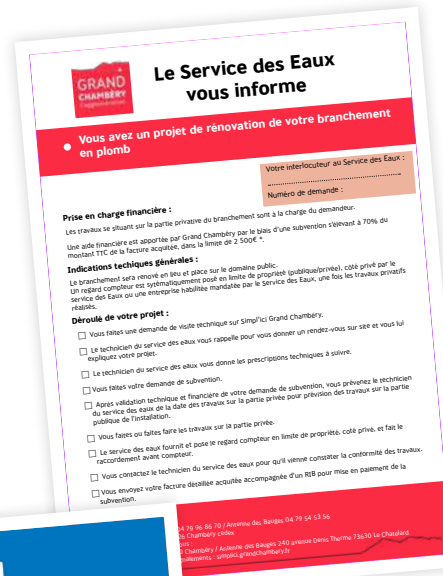 GRAND
CHAMBÉRY
l'agglomération
Le Service des Eaux
vous informe
Vous avez un projet de rénovation de votre branchement
en plomb
Votre interlocuteur au Service des Eaux :
Numéro de demande :
Prise en charge financière :
Les travaux se situant sur la partie privative du branchement sont à la charge du demandeur.
Une aide financière est apportée par Grand Chambéry par le biais d'une subvention s'élevant à 70% du
montant TTC de la facture acquitée, dans la limite de 2 500€ *.
Indications techiques générales :
Le branchement sera renové en lieu et place sur le domaine public.
Un regard compteur est sytèmatiquement posé en limite de propriété (publique/privée), côté privé par le
service des Eaux ou une entreprise habilitée mandatée par le Service des Eaux, une fois les travaux privatifs
réalisés.
Déroulé de votre projet :
Vous faites une demande de visite technique sur Simpl'ici Grand Chambéry.
Le technicien du service des eaux vous rappelle pour vous donner un rendez-vous sur site et vous lui
expliquez votre projet.
Le technicien du service des eaux vous donne les prescriptions techniques à suivre.
Vous faites votre demande de subvention.
Après validation technique et financière de votre demande de subvention, vous prévenez le technicien
du service des eaux de la date des travaux sur la partie privée pour prévision des travaux sur la partie
publique de l'installation.
Vous faites ou faites faire les travaux sur la partie privée.
Le service des eaux fournit et pose le regard compteur en limite de propriété, coté privé, et fait le
raccordement avant compteur.
Vous contactez le technicien du service des eaux pour qu'il vienne constater la conformité des travaux.
Vous envoyez votre facture détaillée acquitée accompagnée d'un RIB pour mise en paiement de la
subvention.
04 79 96 86 70 / Antenne des Bauges 04 79 54 53 56
Chambéry cedex
Chambéry / Antenne des Bauges 240 avenue Denis Therme 73630 Le Chatelard
simplici.grandchambery.fr